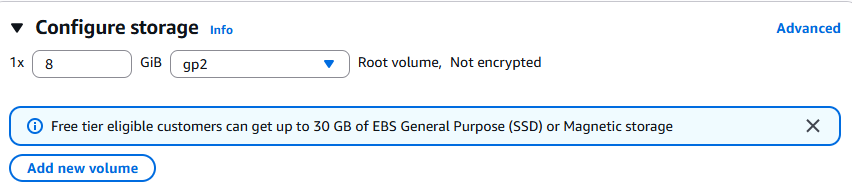 Configure storage Info Advanced
1x 8 GiB gp2 Root volume, Not encrypted
Free tier eligible customers can get up to 30 GB of EBS General Purpose (SSD) or Magnetic storage
Add new volume